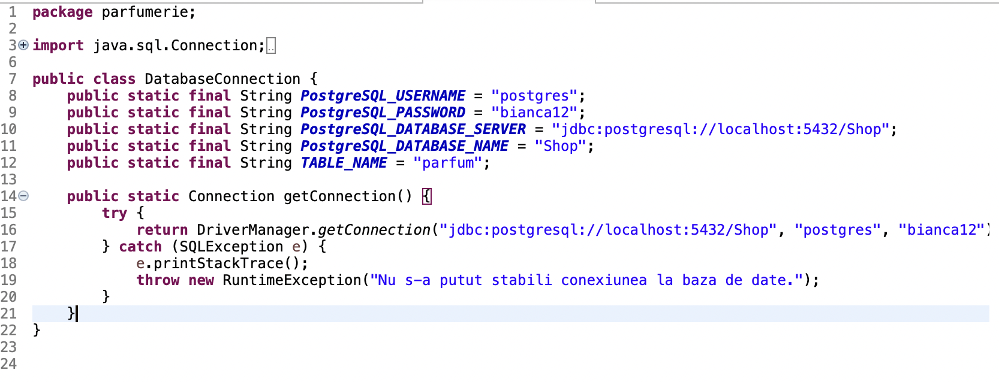 1 package parfumerie;
2
3 import java.sql.Connection;
6
7 public class DatabaseConnection {
8 public static final String PostgreSQL_USERNAME = "postgres";
9 public static final String PostgreSQL_PASSWORD = "bianca12";
10 public static final String PostgreSQL_DATABASE_SERVER = "jdbc:postgresql://localhost:5432/Shop";
11 public static final String PostgreSQL_DATABASE_NAME = "Shop";
12 public static final String TABLE_NAME = "parfum";
13
14 public static Connection getConnection() {
15 try {
16 return DriverManager.getConnection("jdbc:postgresql://localhost:5432/Shop", "postgres", "bianca12")
17 } catch (SQLException e) {
18 e.printStackTrace();
19 throw new RuntimeException("Nu s-a putut stabili conexiunea la baza de date.");
20 }
21 }
22 }
23
24